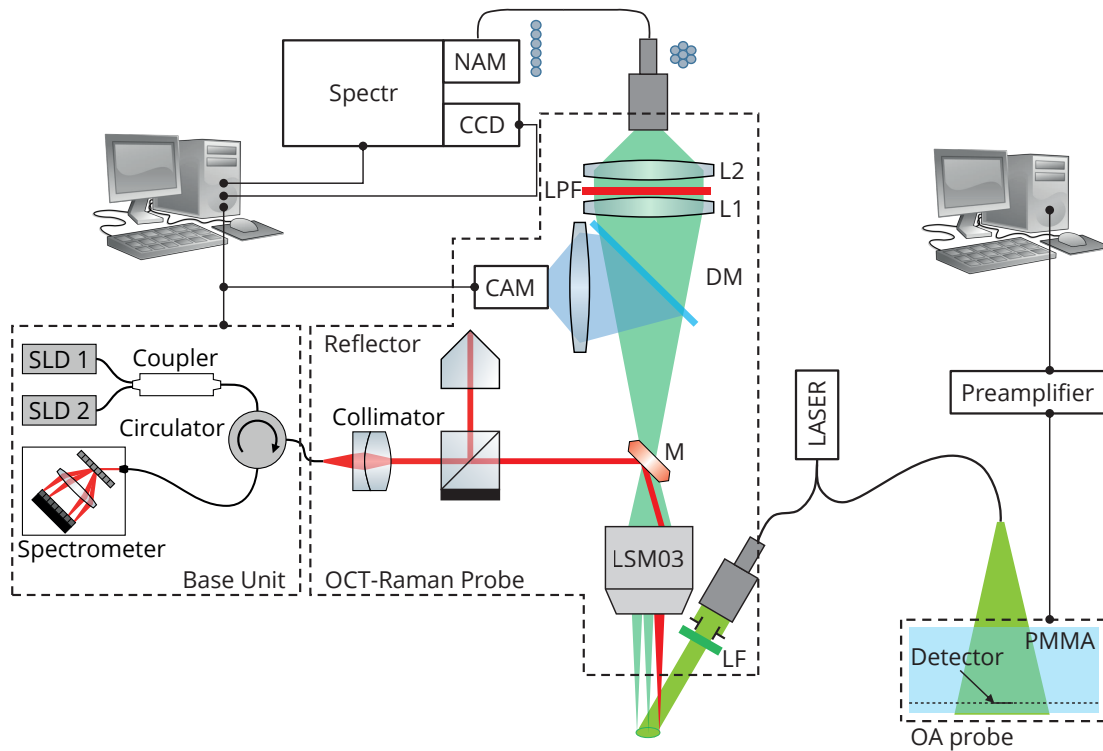 NAM
Spectr
CCD
L2
LPF
L1
DM
CAM
Reflector
SLD 1
Coupler
SLD 2
Circulator
Collimator
M
LASER
Preamplifier
Spectrometer
Base Unit
OCT-Raman Probe
LSM03
LF
PMMA
Detector
OA probe